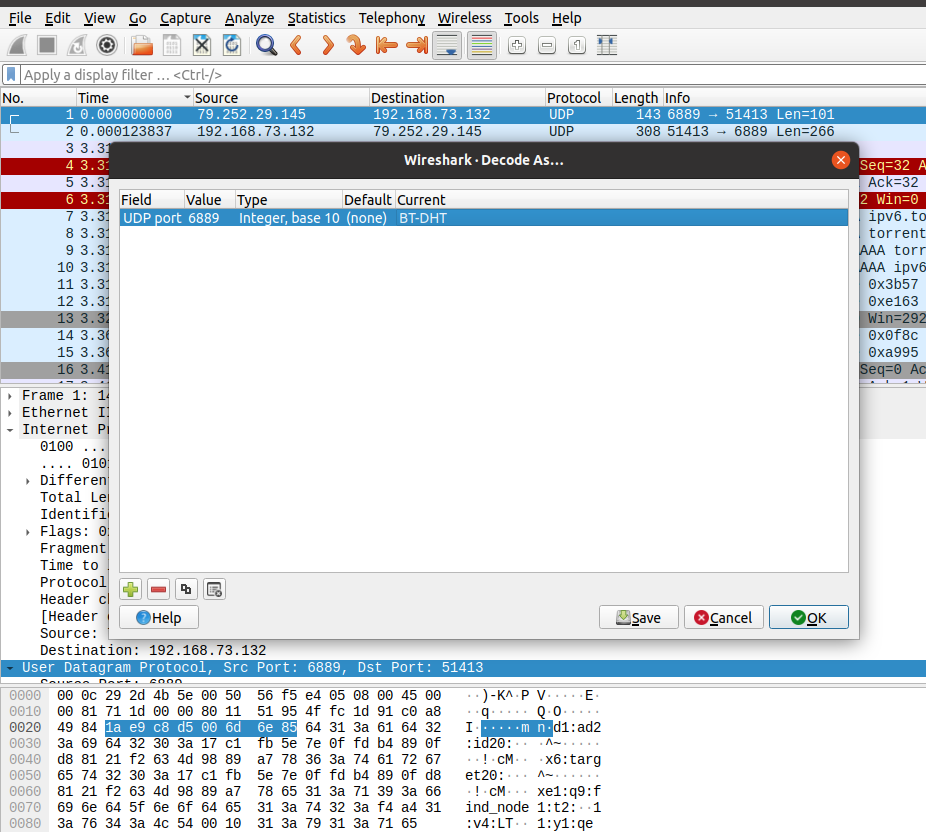 File Edit View Go Capture Analyze Statistics Telephony Wireless Tools Help
Apply a display filter … <Ctrl-/>
No. Time Source Destination Protocol Length Info
1 0.000000000 79.252.29.145 192.168.73.132 UDP 143 6889 → 51413 Len=101
2 0.000123837 192.168.73.132 79.252.29.145 UDP 308 51413 → 6889 Len=266
3 3.31
Wireshark · Decode As…
4 3.31 Seq=32 A
5 3.31 Ack=32
6 3.31 2 Win=0
7 3.31 ipv6.to
8 3.31 torrent
9 3.31 AAA torr
10 3.31 AAA ipv6
11 3.31 0x3b57
12 3.31 0xe163
13 3.32 Win=292
14 3.36 0x0f8c
15 3.36 0xa995
16 3.41 Seq=0 Ac
Field Value Type Default Current
UDP port 6889 Integer, base 10 (none) BT-DHT
Frame 1: 14
Ethernet II
Internet Pr
0100 ...
.... 0101
Differen
Total Len
Identifi
Flags: 0x
Fragment
Time to
Protocol
Header ch
[Header
Source:
Destination: 192.168.73.132
Help Save Cancel OK
User Datagram Protocol, Src Port: 6889, Dst Port: 51413
Source Port: 6889
0000 00 0c 29 2d 4b 5e 00 50 56 f5 e4 05 08 00 45 00 ··)-K^·P V·····E·
0010 00 81 71 1d 00 00 80 11 51 95 4f fc 1d 91 c0 a8 ··q····· Q·O·····
0020 49 84 1a e9 c8 d5 00 6d 6e 85 64 31 3a 61 64 32 I······m n·d1:ad2
0030 3a 69 64 32 30 3a 17 c1 fb 5e 7e 0f fd b4 89 0f :id20:·· ·^~·····
0040 d8 81 21 f2 63 4d 98 89 a7 78 36 3a 74 61 72 67 ··!·cM·· ·x6:targ
0050 65 74 32 30 3a 17 c1 fb 5e 7e 0f fd b4 89 0f d8 et20:··· ^~······
0060 81 21 f2 63 4d 98 89 a7 78 65 31 3a 71 39 3a 66 ·!·cM··· xe1:q9:f
0070 69 6e 64 5f 6e 6f 64 65 31 3a 74 32 3a f4 a4 31 ind_node 1:t2:··1
0080 3a 76 34 3a 4c 54 00 10 31 3a 79 31 3a 71 65 :v4:LT·· 1:y1:qe